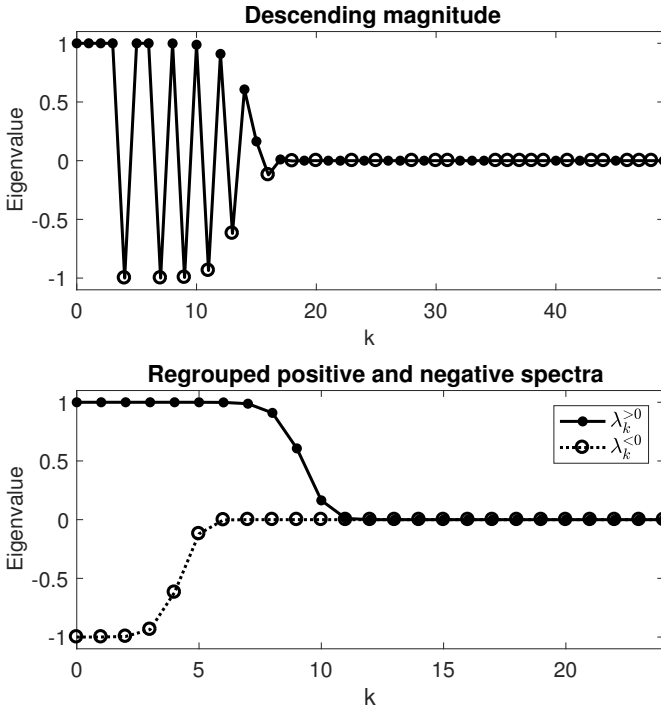 Descending magnitude
1
0.5
0
-0.5
-1
Eigenvalue
0 10 20 30 40
k
Regrouped positive and negative spectra
1
0.5
0
-0.5
-1
Eigenvalue
λ_k^{>0}
λ_k^{<0}
0 5 10 15 20
k